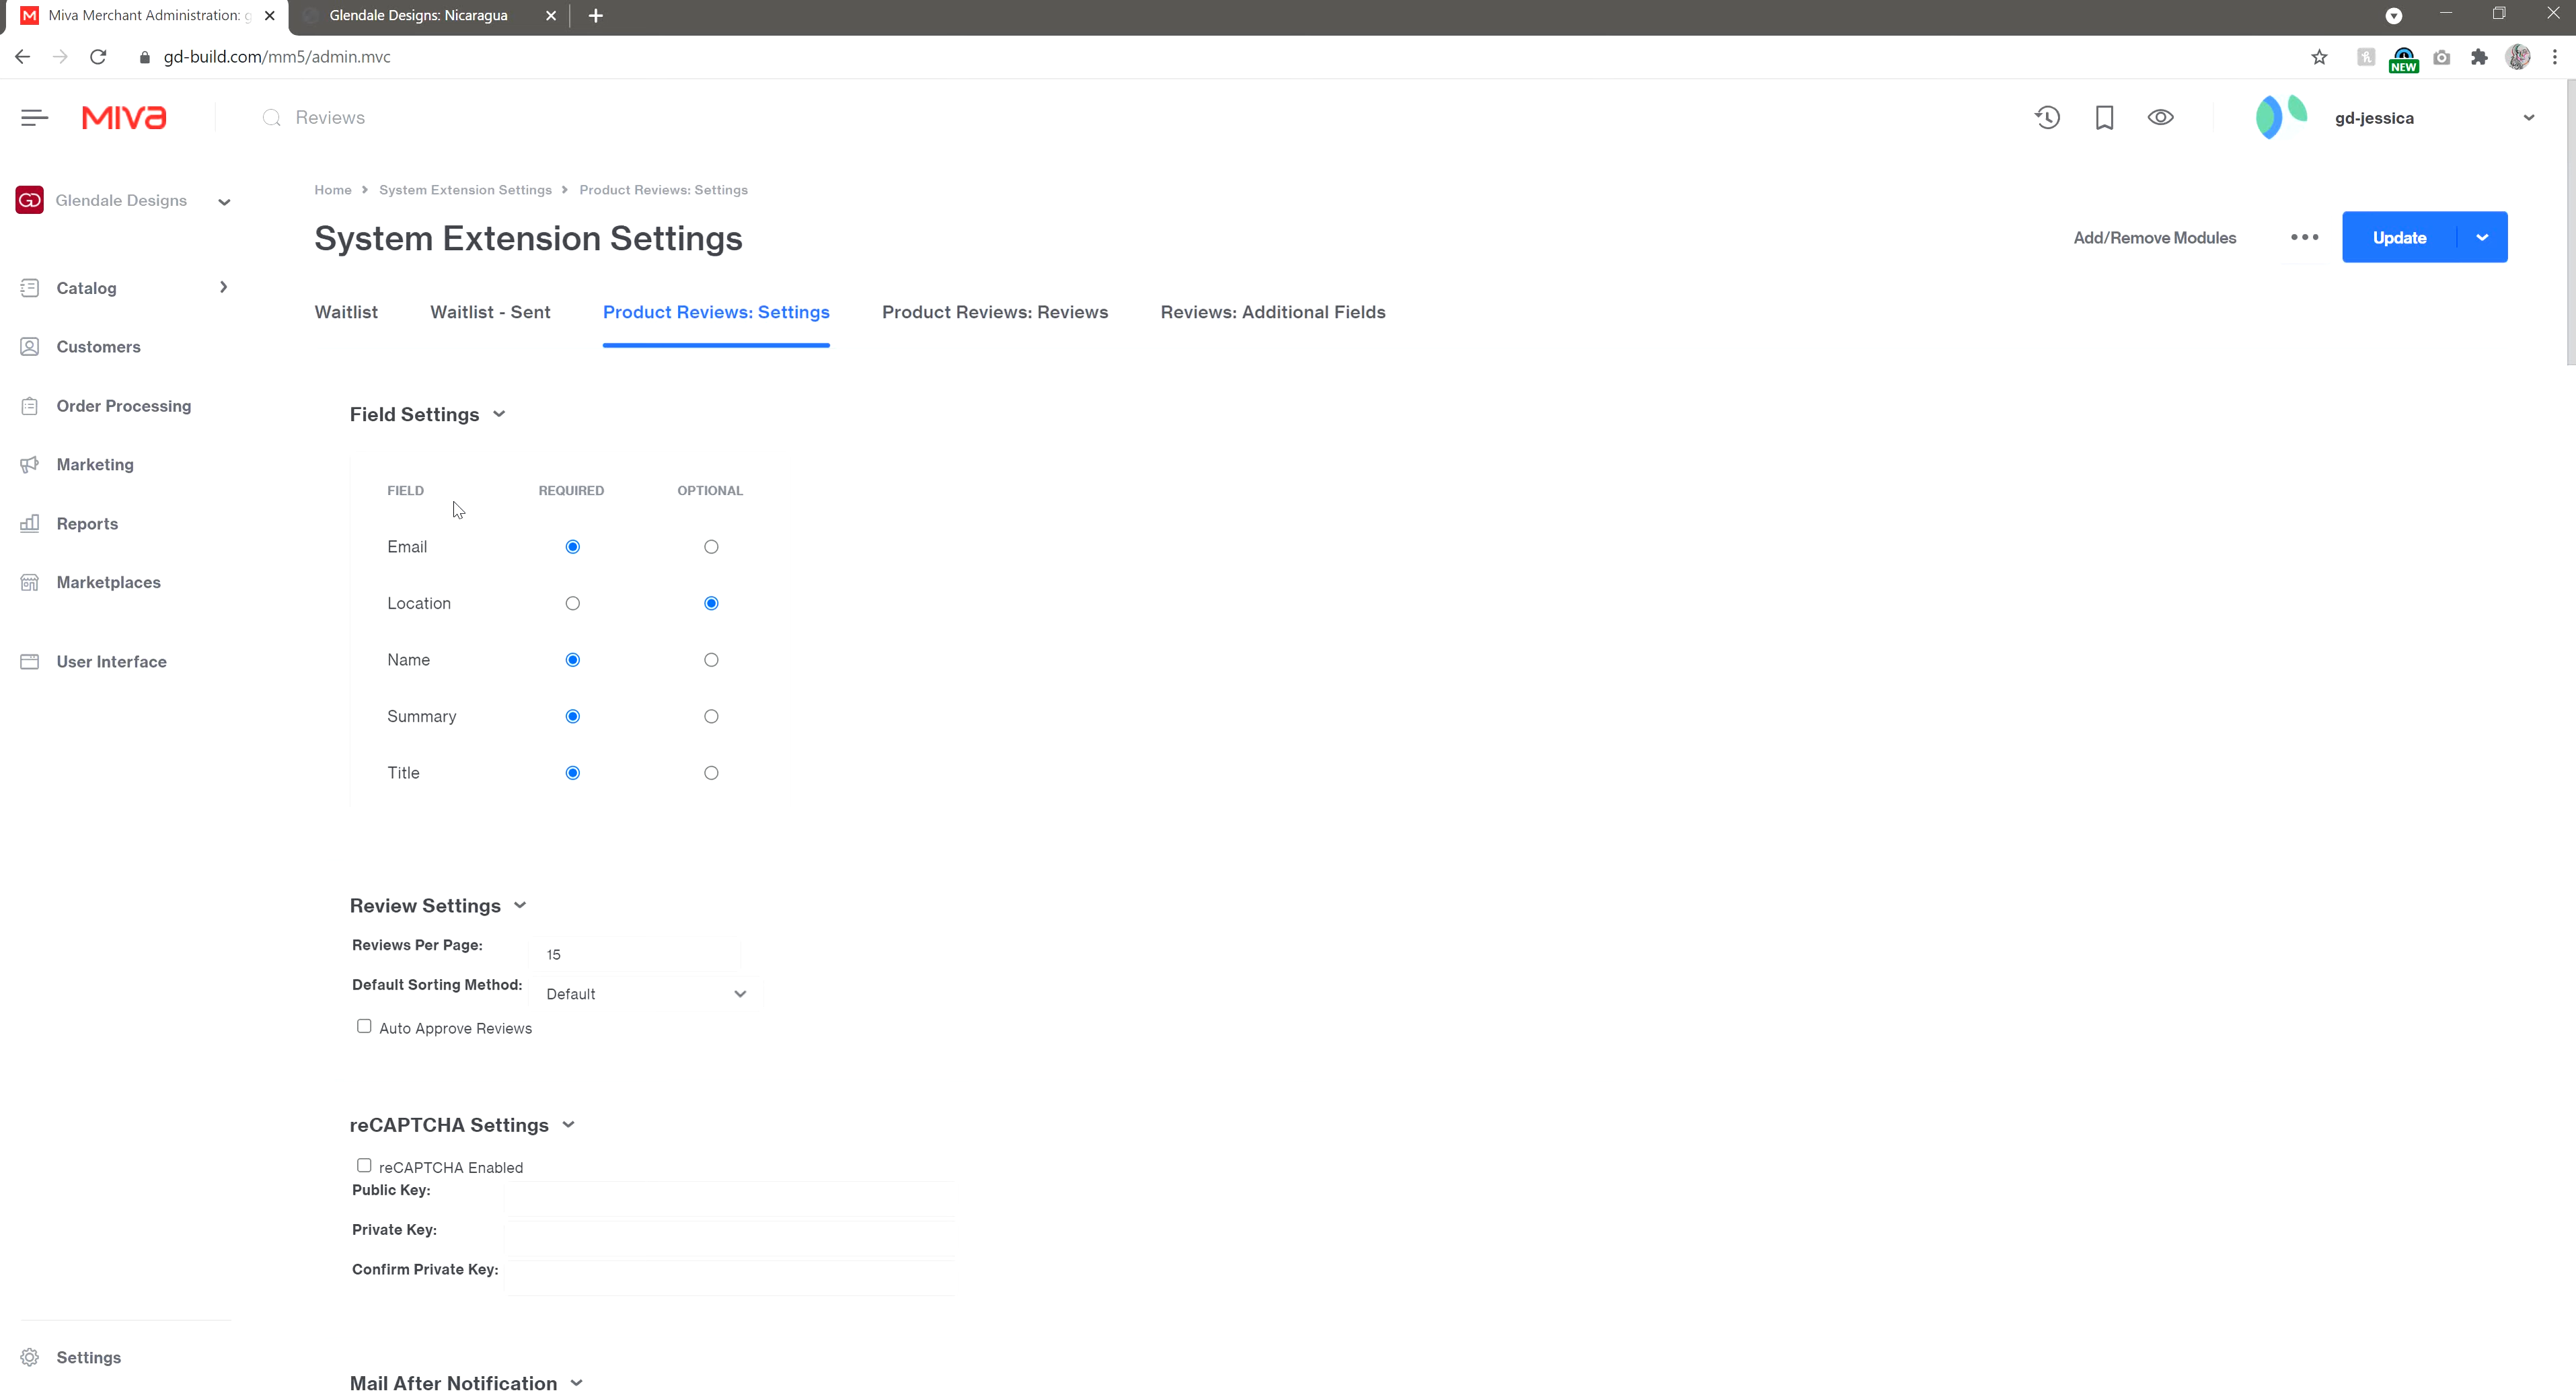 Miva Merchant Administration: g
Glendale Designs: Nicaragua
gd-build.com/mm5/admin.mvc
NEW
MIVA
Reviews
gd-jessica
GD Glendale Designs
Home > System Extension Settings > Product Reviews: Settings
System Extension Settings
Add/Remove Modules
Update
Waitlist
Waitlist - Sent
Product Reviews: Settings
Product Reviews: Reviews
Reviews: Additional Fields
Catalog
Customers
Order Processing
Marketing
Reports
Marketplaces
User Interface
Settings
Field Settings
FIELD REQUIRED OPTIONAL
Email
Location
Name
Summary
Title
Review Settings
Reviews Per Page: 15
Default Sorting Method: Default
Auto Approve Reviews
reCAPTCHA Settings
reCAPTCHA Enabled
Public Key:
Private Key:
Confirm Private Key:
Mail After Notification